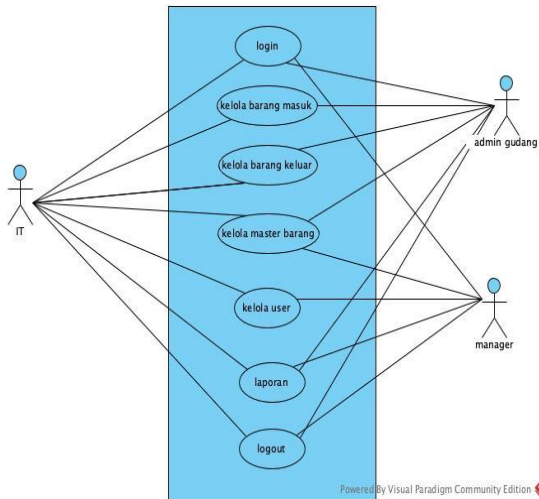 login
kelola barang masuk
kelola barang keluar
kelola master barang
kelola user
laporan
logout
IT
admin gudang
manager
Powered By Visual Paradigm Community Edition